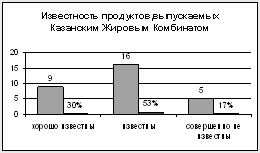 Известность продуктов,выпускаемых
Казанским Жировым Комбинатом
20
15
10
5
0
9
30%
16
53%
5
17%
хорошо известны
известны
совершенно не
известны